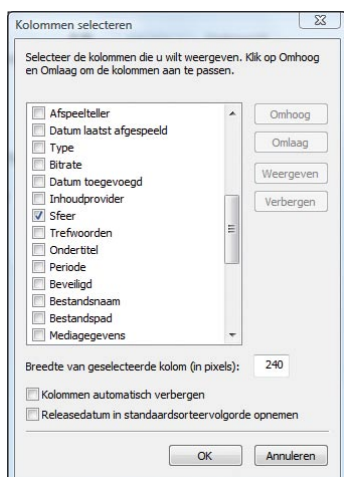 Kolommen selecteren
Selecteer de kolommen die u wilt weergeven. Klik op Omhoog
en Omlaag om de kolommen aan te passen.
Afspeelteller
Datum laatst afgespeeld
Type
Bitrate
Datum toegevoegd
Inhoudprovider
Sfeer
Trefwoorden
Ondertitel
Periode
Beveiligd
Bestandsnaam
Bestandspad
Mediagegevens
Omhoog
Omlaag
Weergeven
Verbergen
Breedte van geselecteerde kolom (in pixels): 240
Kolommen automatisch verbergen
Releasedatum in standaardsorteervolgorde opnemen
OK Annuleren